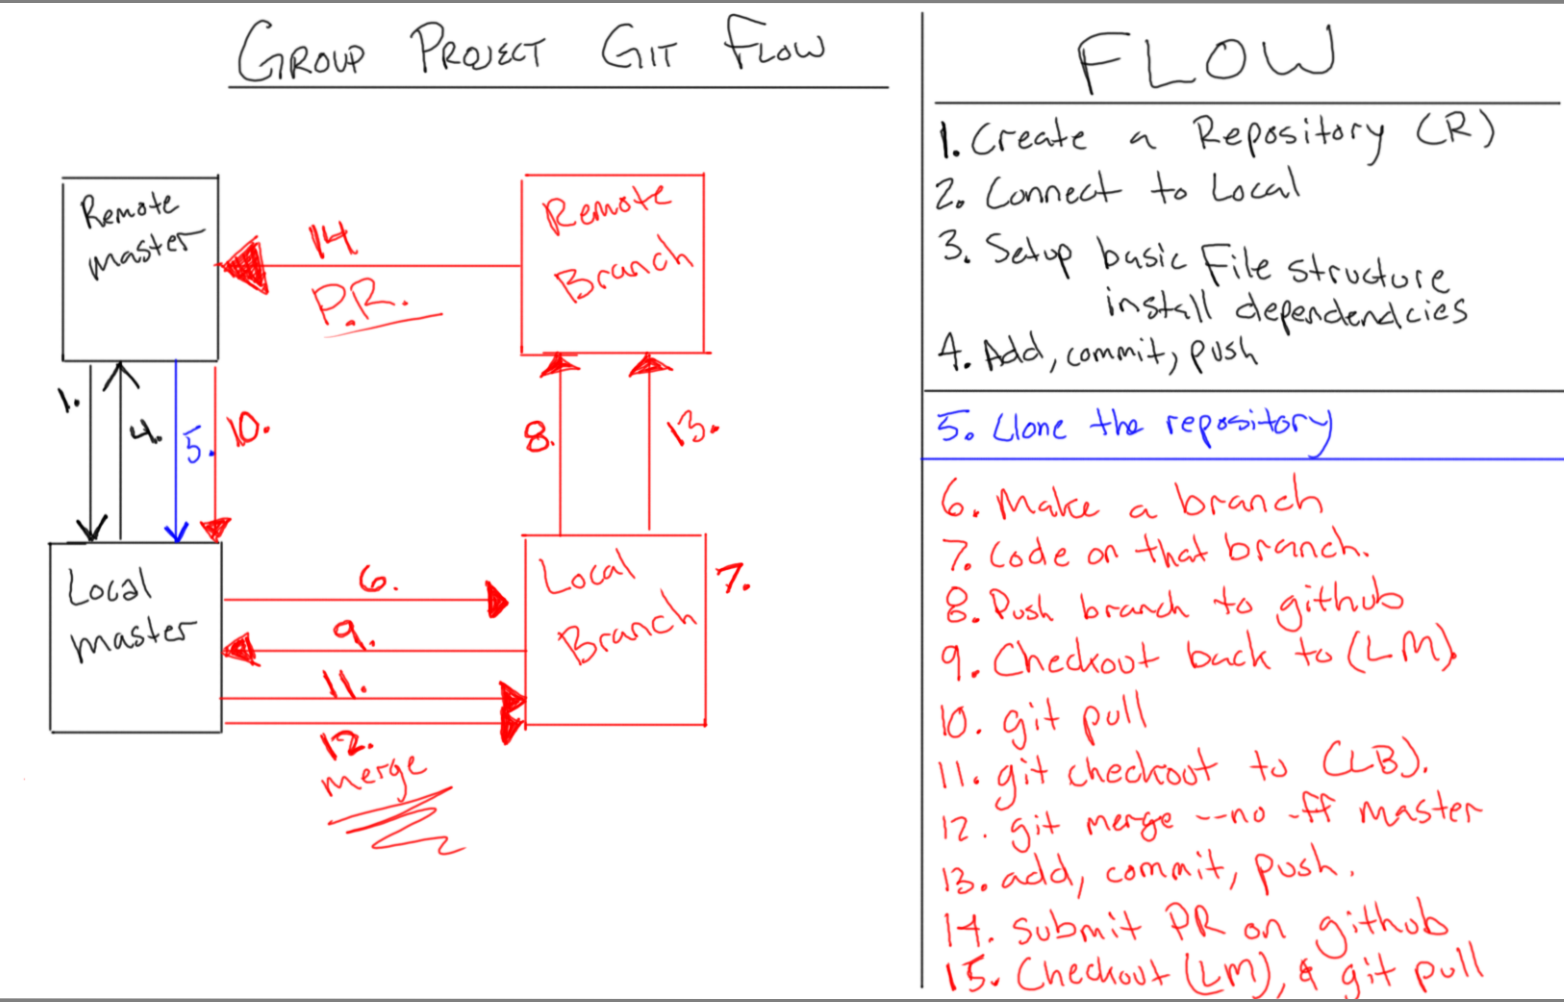 GROUP PROJECT GIT FLOW
Remote
master
14
P.R.
Remote
Branch
1.
4.
5.
10.
8.
13.
Local
master
6.
9.
11.
12.
merge
Local
Branch
7.
FLOW
1. Create a Repository (R)
2. Connect to Local
3. Setup basic File structure
install dependendcies
4. Add, commit, push
5. Clone the repository
6. Make a branch
7. Code on that branch.
8. Push branch to github
9. Checkout back to (LM).
10. git pull
11. git checkout to (LB).
12. git merge --no -ff master
13. add, commit, push.
14. Submit PR on github
15. Checkout (LM), & git pull